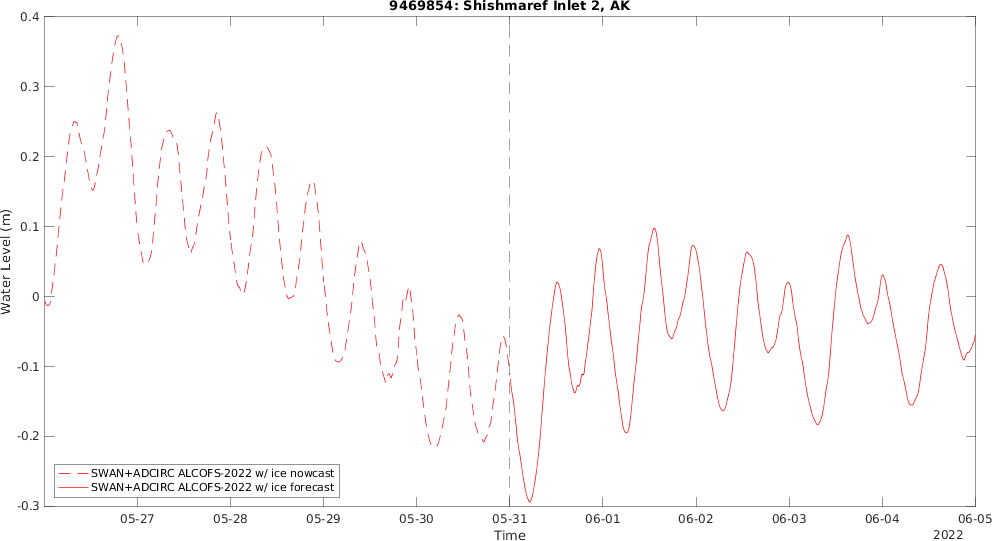 9469854: Shishmaref Inlet 2, AK
0.4
0.3
0.2
0.1
0
-0.1
-0.2
-0.3
Water Level (m)
SWAN+ADCIRC ALCOFS-2022 w/ ice nowcast
SWAN+ADCIRC ALCOFS-2022 w/ ice forecast
05-27 05-28 05-29 05-30 05-31 06-01 06-02 06-03 06-04 06-05
Time
2022